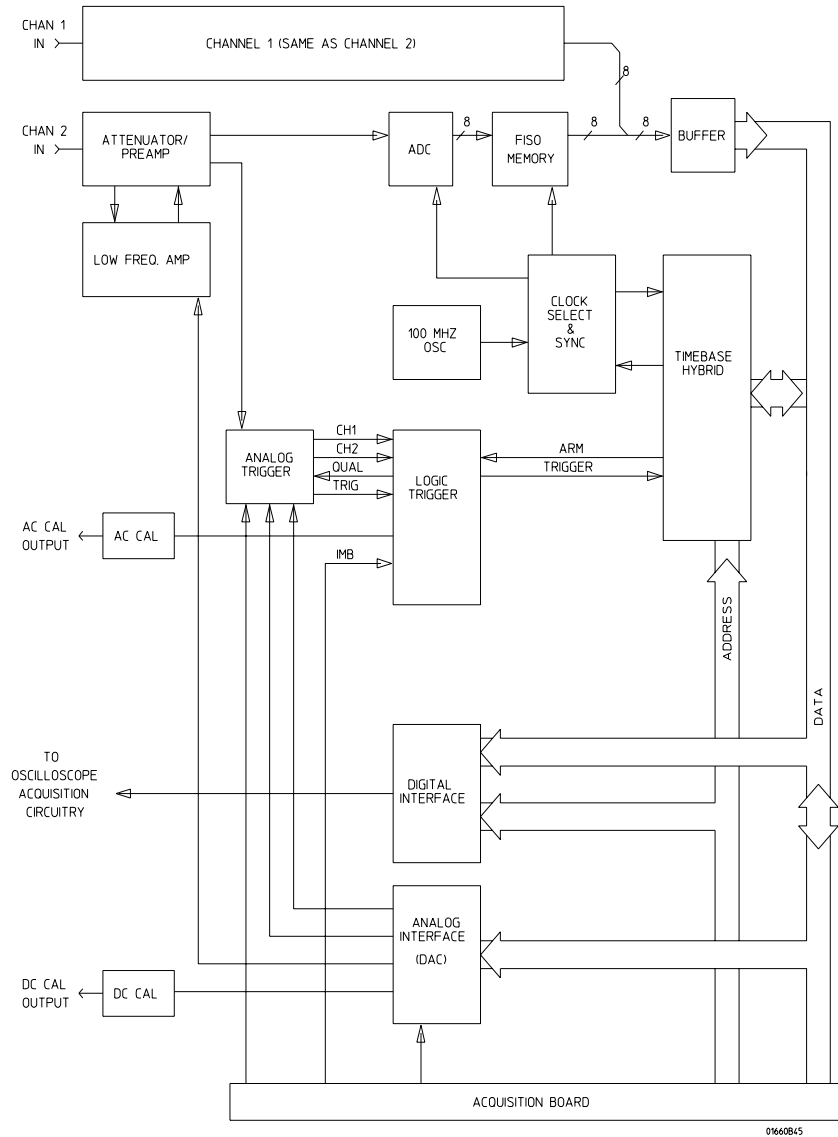 CHAN 1
IN
CHANNEL 1 (SAME AS CHANNEL 2)
8
CHAN 2
IN
ATTENUATOR/
PREAMP
ADC
8
FISO
MEMORY
8
8
BUFFER
LOW FREQ. AMP
100 MHZ
OSC
CLOCK
SELECT
&
SYNC
TIMEBASE
HYBRID
ANALOG
TRIGGER
CH1
CH2
QUAL
TRIG
LOGIC
TRIGGER
ARM
TRIGGER
AC CAL
OUTPUT
AC CAL
IMB
ADDRESS
DATA
TO
OSCILLOSCOPE
ACQUISITION
CIRCUITRY
DIGITAL
INTERFACE
ANALOG
INTERFACE
(DAC)
DC CAL
OUTPUT
DC CAL
ACQUISITION BOARD
01660B45